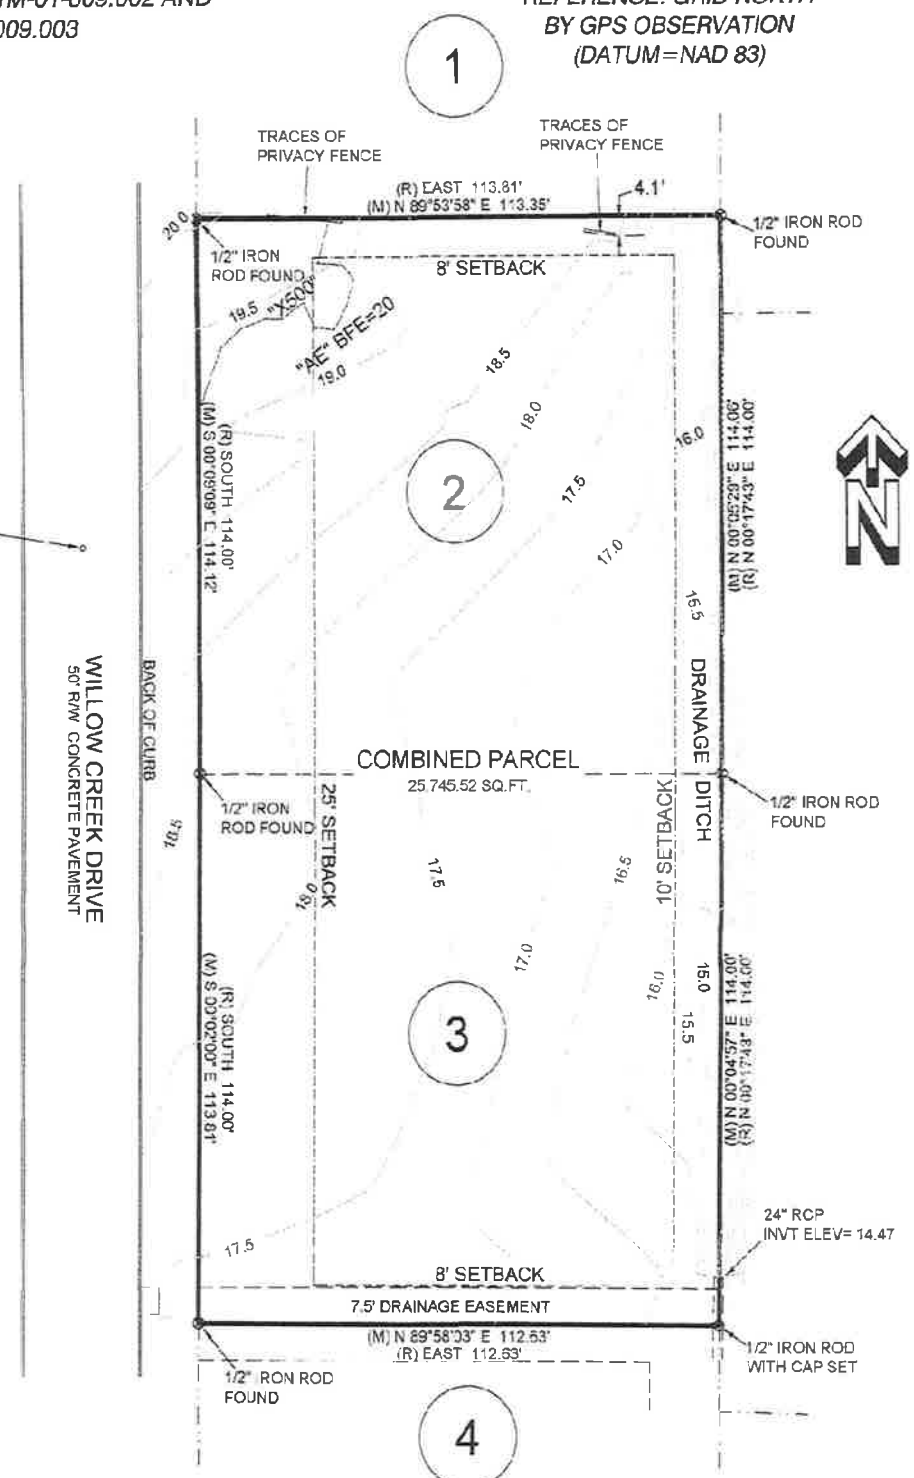 009.003
BY GPS OBSERVATION
(DATUM=NAD 83)
1
TRACES OF
PRIVACY FENCE
TRACES OF
PRIVACY FENCE
(R) EAST 113.61'
(M) N 89°53'58" E 113.35'
4.1'
20.0
1/2" IRON
ROD FOUND
1/2" IRON ROD
FOUND
8' SETBACK
"X500"
19.5
"AE" BFE=20
19.0
18.5
18.0
17.5
17.0
16.0
(R) SOUTH 114.00'
(M) S 00°09'09" E 114.12'
2
(M) N 00°05'29" E 114.06'
(R) N 00°17'43" E 114.00'
N
15.5
DRAINAGE DITCH
WILLOW CREEK DRIVE
50' R/W CONCRETE PAVEMENT
BACK OF CURB
COMBINED PARCEL
25,745.52 SQ.FT.
1/2" IRON
ROD FOUND
25' SETBACK
10' SETBACK
1/2" IRON ROD
FOUND
18.5
18.0
17.5
16.5
17.0
16.0
15.0
15.5
(R) SOUTH 114.00'
(M) S 00°02'00" E 113.81'
3
(M) N 00°04'57" E 114.00'
(R) N 00°17'43" E 114.00'
24" RCP
INVT ELEV= 14.47
17.5
8' SETBACK
7.5' DRAINAGE EASEMENT
(M) N 89°58'03" E 112.63'
(R) EAST 112.63'
1/2" IRON ROD
WITH CAP SET
1/2" IRON ROD
FOUND
4